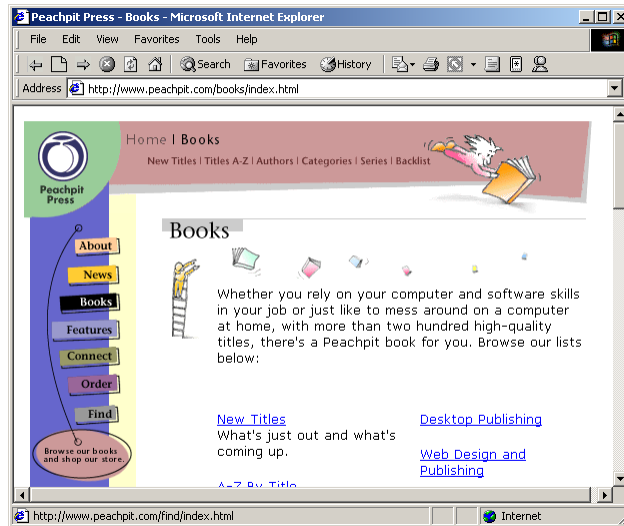 Peachpit Press - Books - Microsoft Internet Explorer
File Edit View Favorites Tools Help
Search Favorites History
Address http://www.peachpit.com/books/index.html
Home | Books
New Titles | Titles A-Z | Authors | Categories | Series | Backlist
Peachpit
Press
Books
About
News
Books
Features
Connect
Order
Find
Browse our books
and shop our store.
Whether you rely on your computer and software skills
in your job or just like to mess around on a computer
at home, with more than two hundred high-quality
titles, there's a Peachpit book for you. Browse our lists
below:
New Titles
What's just out and what's
coming up.
A-Z By Title
Desktop Publishing
Web Design and
Publishing
http://www.peachpit.com/find/index.html
Internet